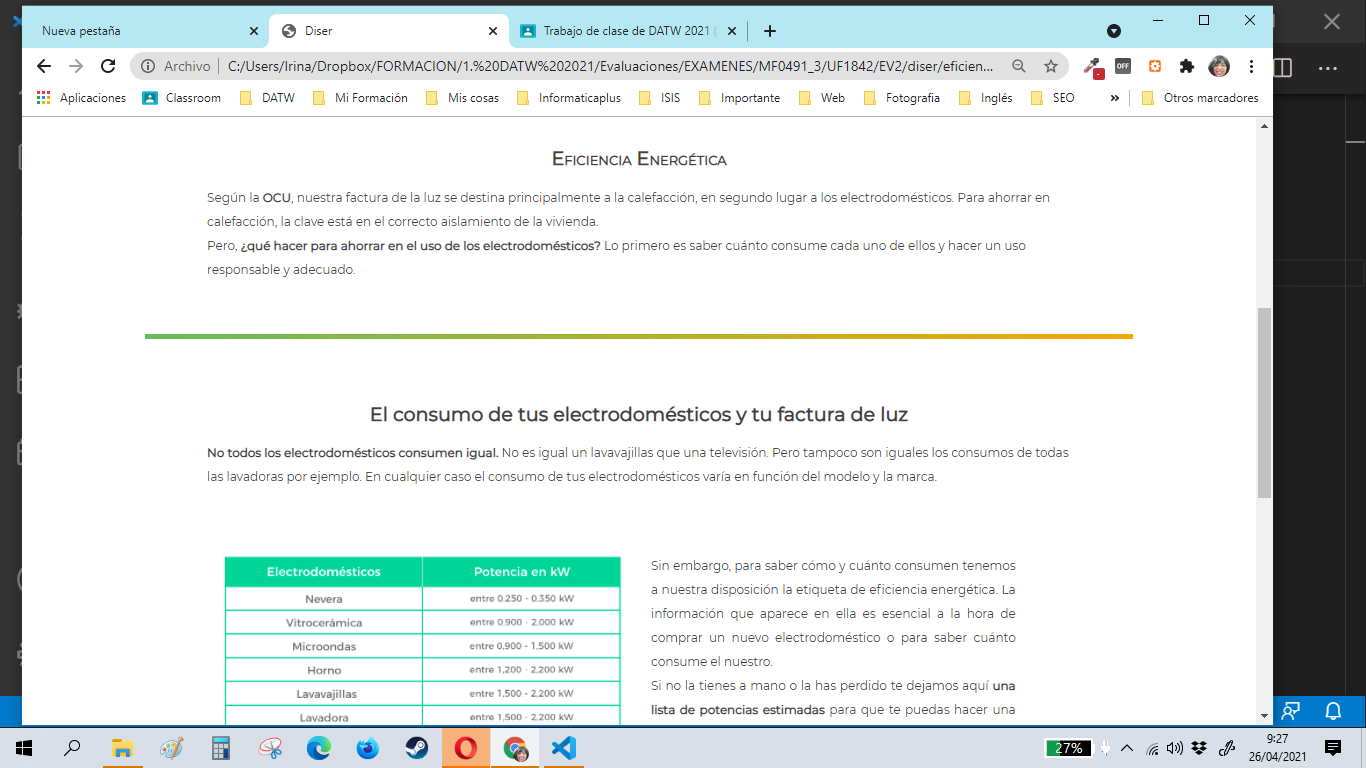 Nueva pestaña
Diser
Trabajo de clase de DATW 2021 (
Archivo
C:/Users/Irina/Dropbox/FORMACION/1.%20DATW%202021/Evaluaciones/EXAMENES/MF0491_3/UF1842/EV2/diser/eficien...
OFF
Aplicaciones
Classroom
DATW
Mi Formación
Mis cosas
Informaticaplus
ISIS
Importante
Web
Fotografia
Inglés
SEO
»
Otros marcadores
Eficiencia Energética
Según la OCU, nuestra factura de la luz se destina principalmente a la calefacción, en segundo lugar a los electrodomésticos. Para ahorrar en
calefacción, la clave está en el correcto aislamiento de la vivienda.
Pero, ¿qué hacer para ahorrar en el uso de los electrodomésticos? Lo primero es saber cuánto consume cada uno de ellos y hacer un uso
responsable y adecuado.
El consumo de tus electrodomésticos y tu factura de luz
No todos los electrodomésticos consumen igual. No es igual un lavavajillas que una televisión. Pero tampoco son iguales los consumos de todas
las lavadoras por ejemplo. En cualquier caso el consumo de tus electrodomésticos varía en función del modelo y la marca.
Electrodomésticos Potencia en kW
Nevera entre 0.250 - 0.350 kW
Vitrocerámica entre 0.900 - 2.000 kW
Microondas entre 0,900 - 1.500 kW
Horno entre 1,200 - 2,200 kW
Lavavajillas entre 1,500 - 2,200 kW
Lavadora entre 1,500 - 2.200 kW
Sin embargo, para saber cómo y cuánto consumen tenemos
a nuestra disposición la etiqueta de eficiencia energética. La
información que aparece en ella es esencial a la hora de
comprar un nuevo electrodoméstico o para saber cuánto
consume el nuestro.
Si no la tienes a mano o la has perdido te dejamos aquí una
lista de potencias estimadas para que te puedas hacer una
27%
9:27
26/04/2021